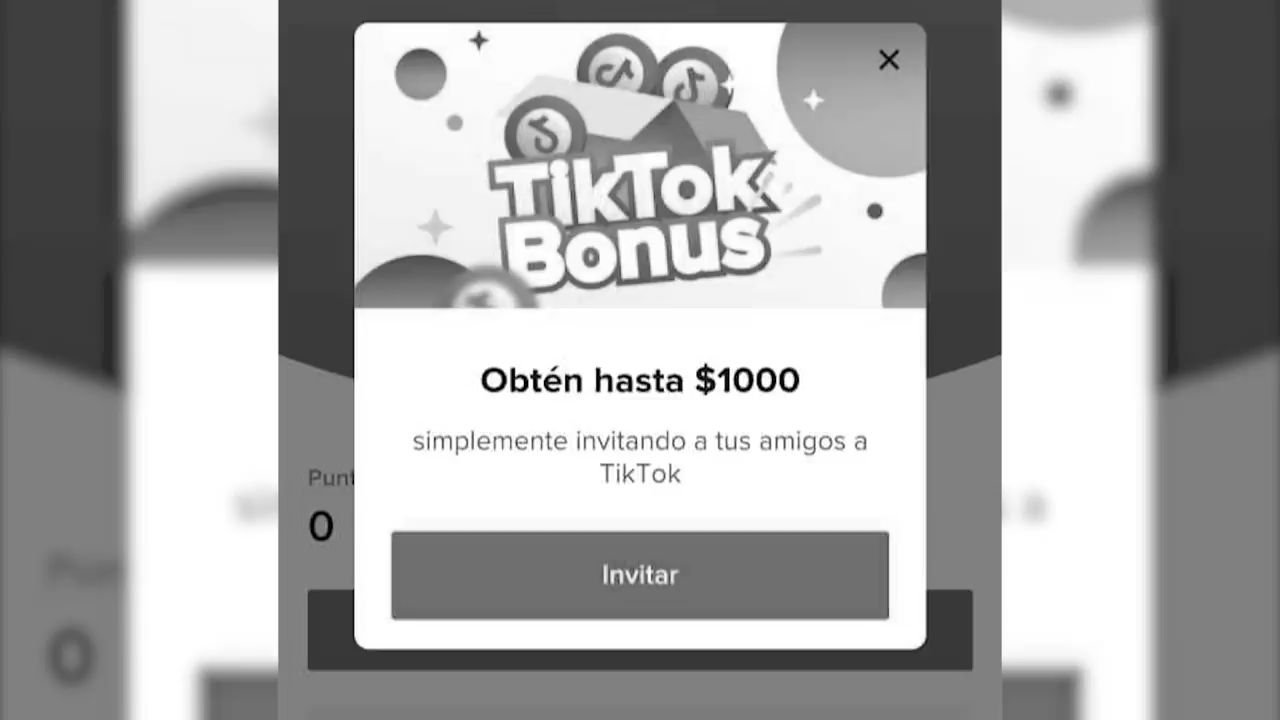 TikTok
Bonus
Obtén hasta $1000
simplemente invitando a tus amigos a
TikTok
0
Invitar